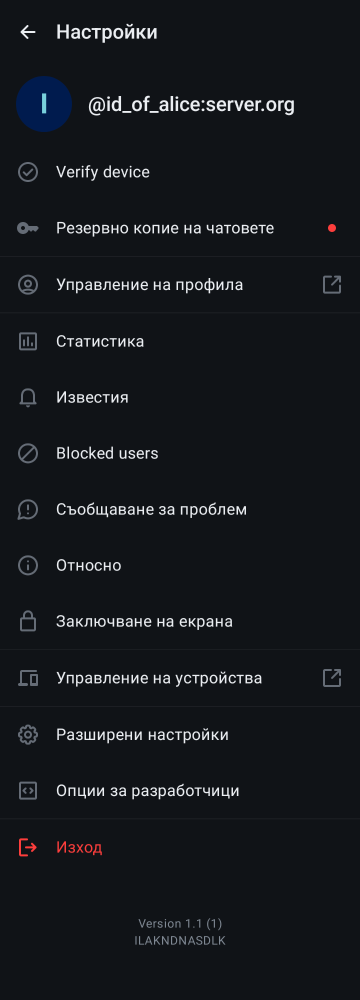 Настройки
I
@id_of_alice:server.org
Verify device
Резервно копие на чатовете
Управление на профила
Статистика
Известия
Blocked users
Съобщаване за проблем
Относно
Заключване на екрана
Управление на устройства
Разширени настройки
Опции за разработчици
Изход
Version 1.1 (1)
ILAKNDNASDLK